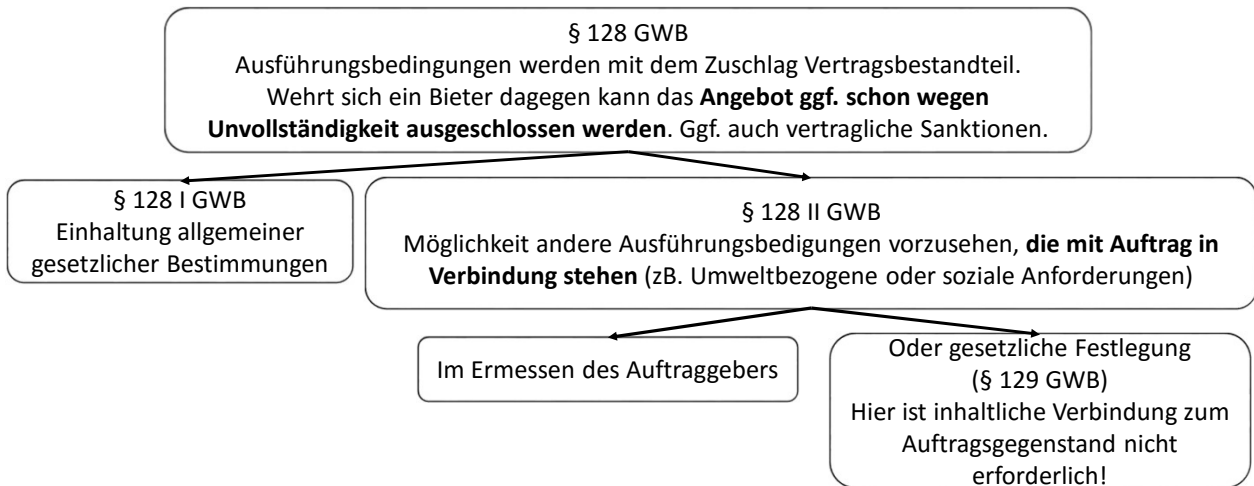 § 128 GWB
Ausführungsbedingungen werden mit dem Zuschlag Vertragsbestandteil.
Wehrt sich ein Bieter dagegen kann das Angebot ggf. schon wegen
Unvollständigkeit ausgeschlossen werden. Ggf. auch vertragliche Sanktionen.
§ 128 I GWB
Einhaltung allgemeiner
gesetzlicher Bestimmungen
§ 128 II GWB
Möglichkeit andere Ausführungsbedigungen vorzusehen, die mit Auftrag in
Verbindung stehen (zB. Umweltbezogene oder soziale Anforderungen)
Im Ermessen des Auftraggebers
Oder gesetzliche Festlegung
(§ 129 GWB)
Hier ist inhaltliche Verbindung zum
Auftragsgegenstand nicht
erforderlich!